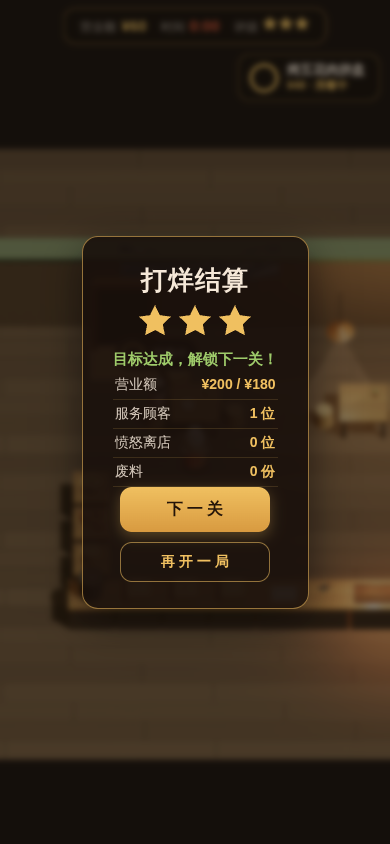 打烊结算
目标达成，解锁下一关！
营业额 ¥200 / ¥180
服务顾客 1 位
愤怒离店 0 位
废料 0 份
下一关
再开一局